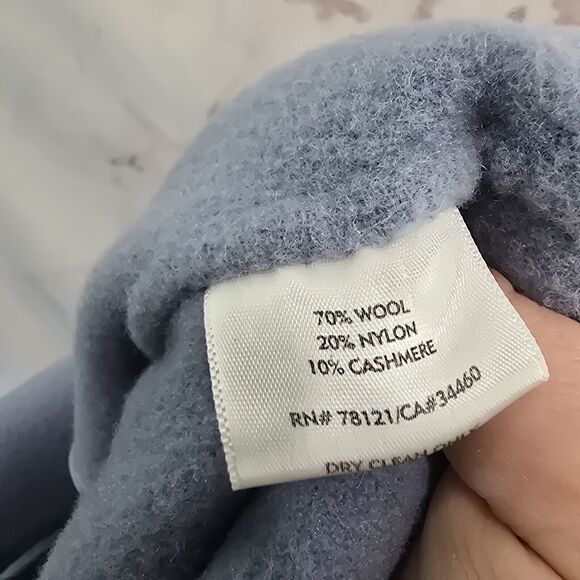 70% WOOL
20% NYLON
10% CASHMERE
RN# 78121/CA#34460
DRY CLEAN